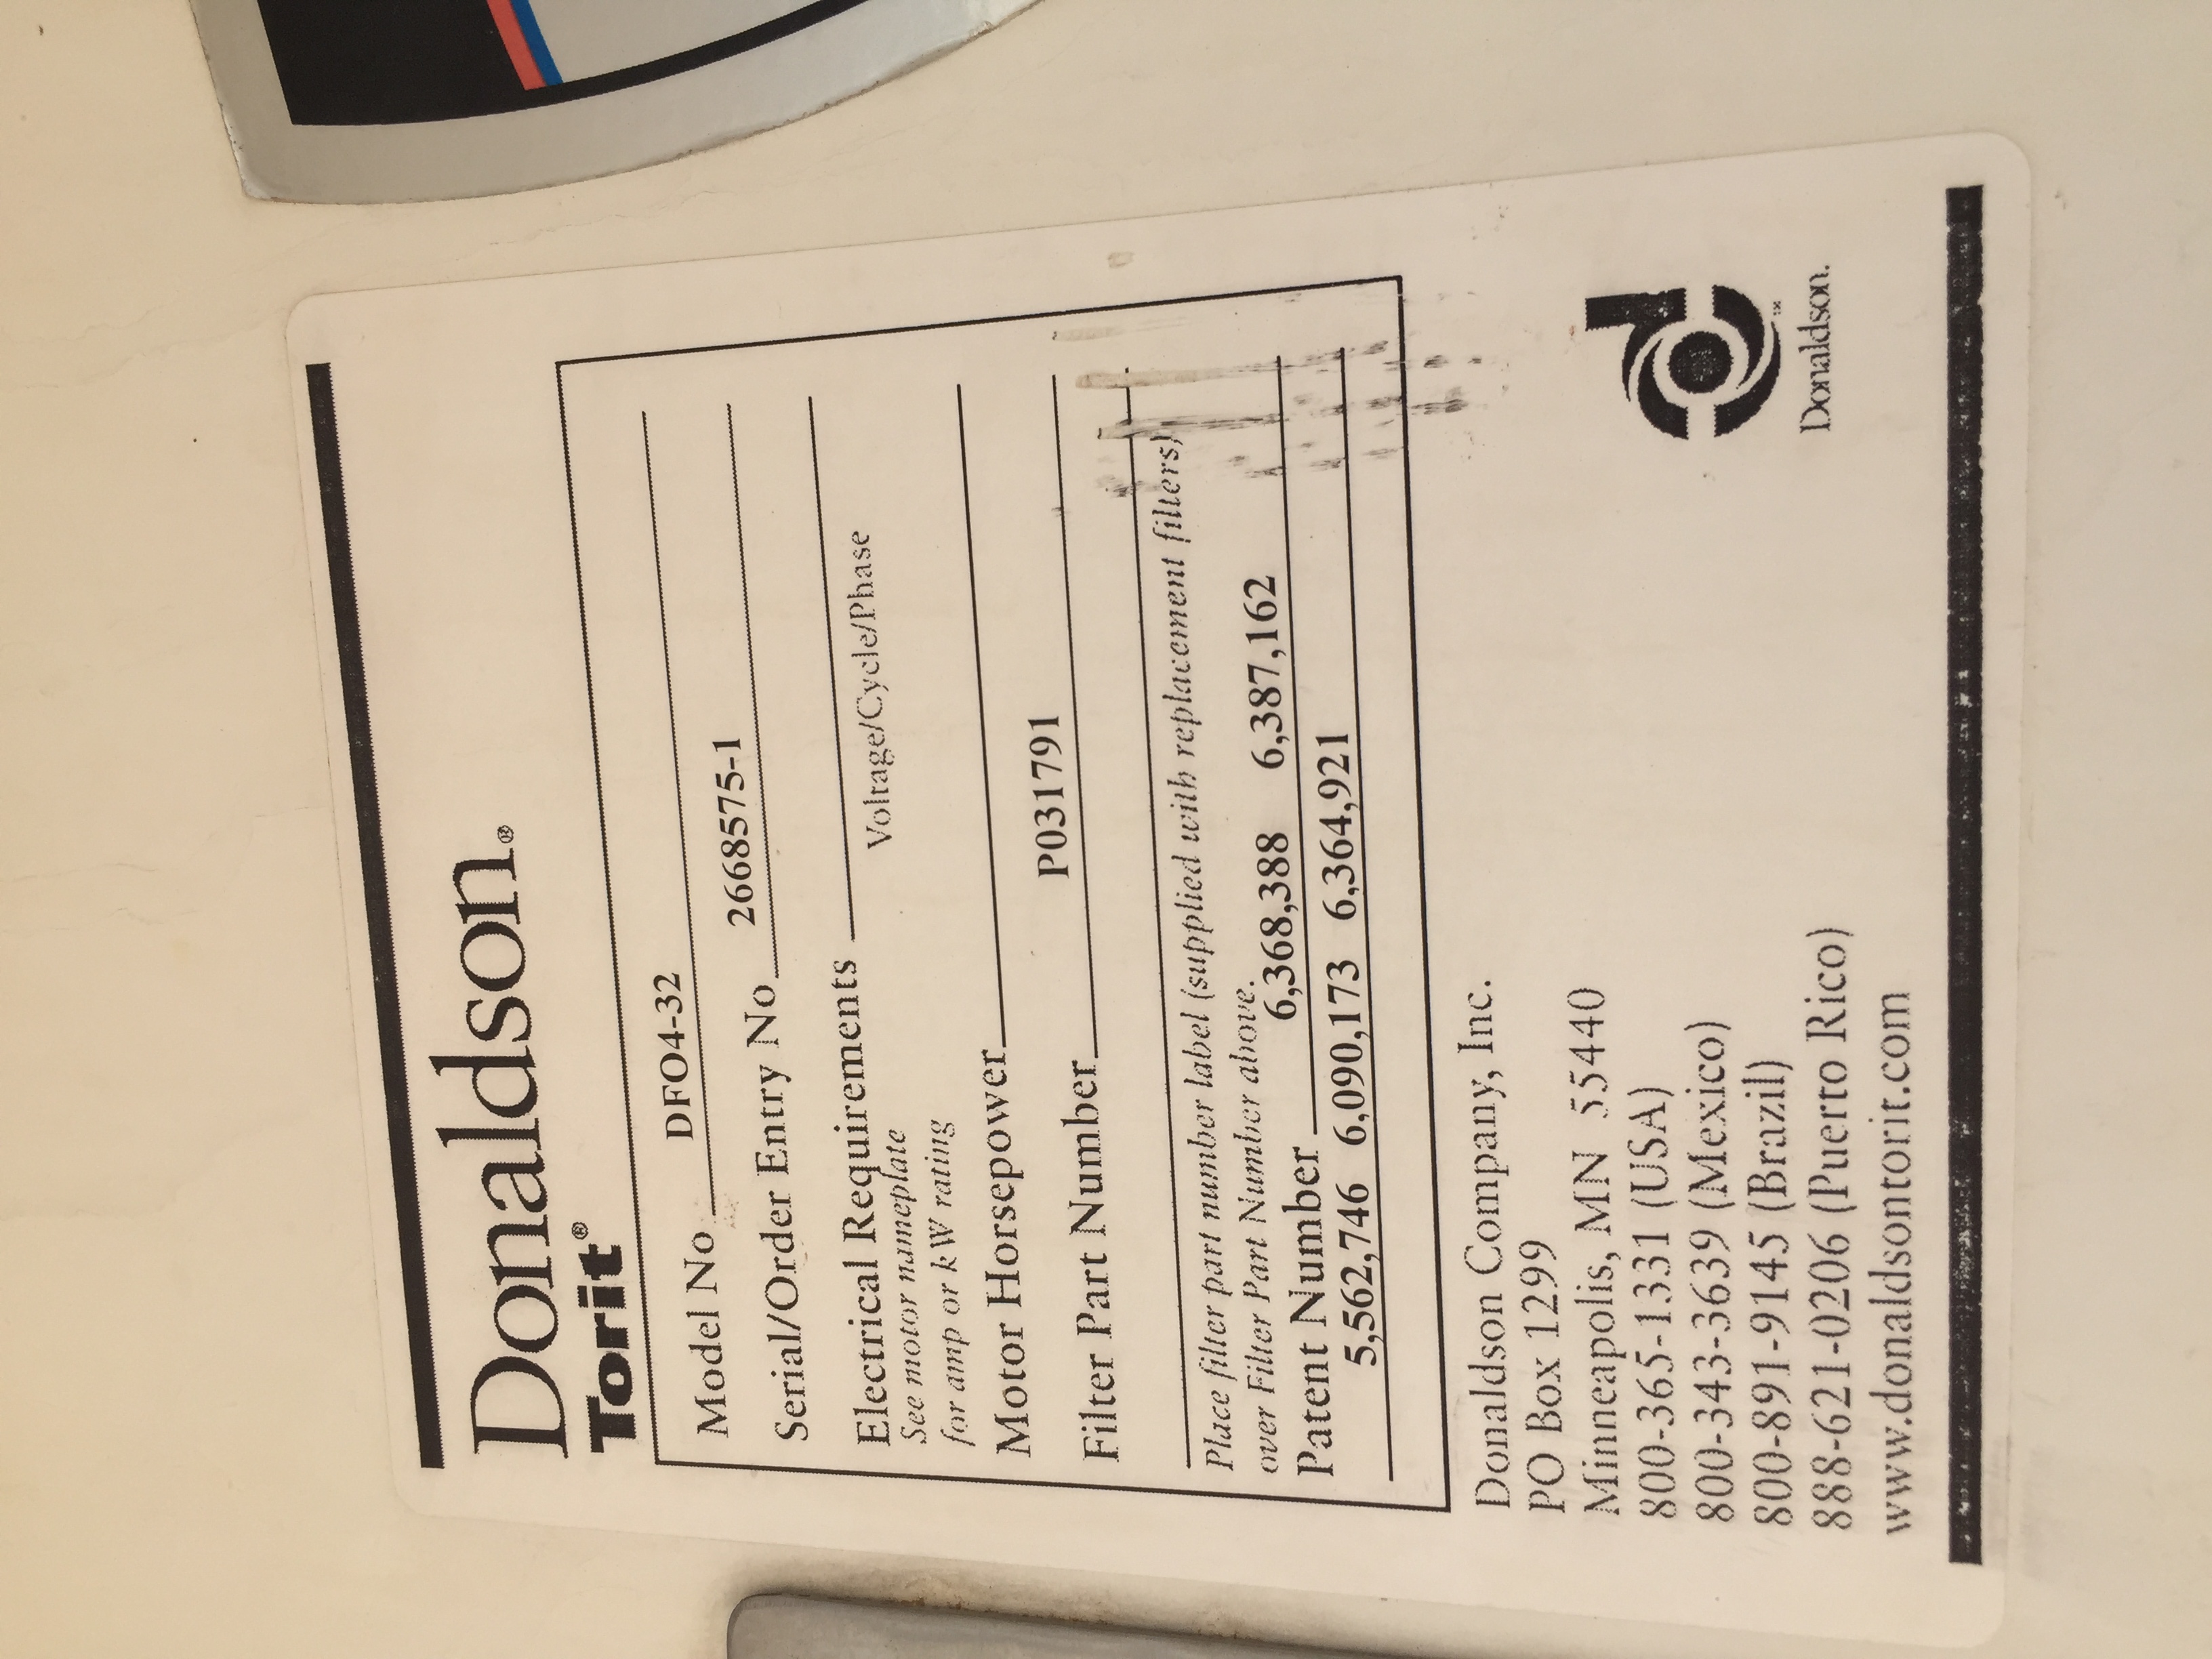 Donaldson.®
Torit®
Model No DFO4-32
Serial/Order Entry No 2668575-1
Electrical Requirements
See motor nameplate Voltage/Cycle/Phase
for amp or kW rating
Motor Horsepower
Filter Part Number P031791
Place filter part number label (supplied with replacement filters)
over Filter Part Number above.
Patent Number 6,368,388 6,387,162
5,562,746 6,090,173 6,364,921
Donaldson Company, Inc.
PO Box 1299
Minneapolis, MN 55440
800-365-1331 (USA)
800-343-3639 (Mexico)
800-891-9145 (Brazil)
888-621-0206 (Puerto Rico)
www.donaldsontorit.com
d™
Donaldson.